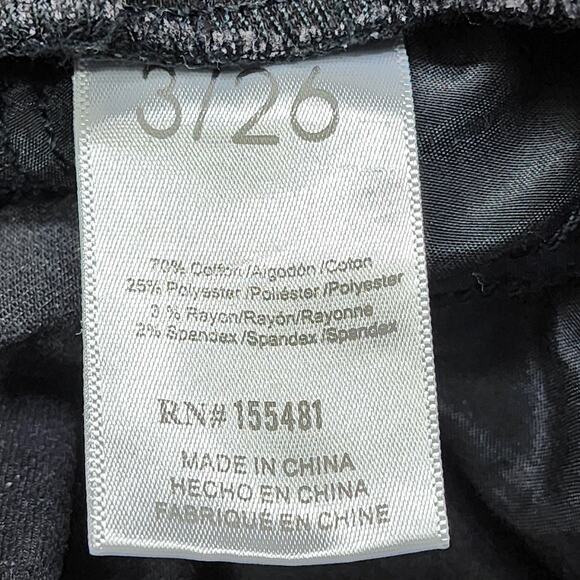 3/26
70% Cotton /Algodón /Coton
25% Polyester /Poliéster /Polyester
3 % Rayon/Rayón/Rayonne
2% Spandex /Spandex /Spandex
RN# 155481
MADE IN CHINA
HECHO EN CHINA
FABRIQUÉ EN CHINE